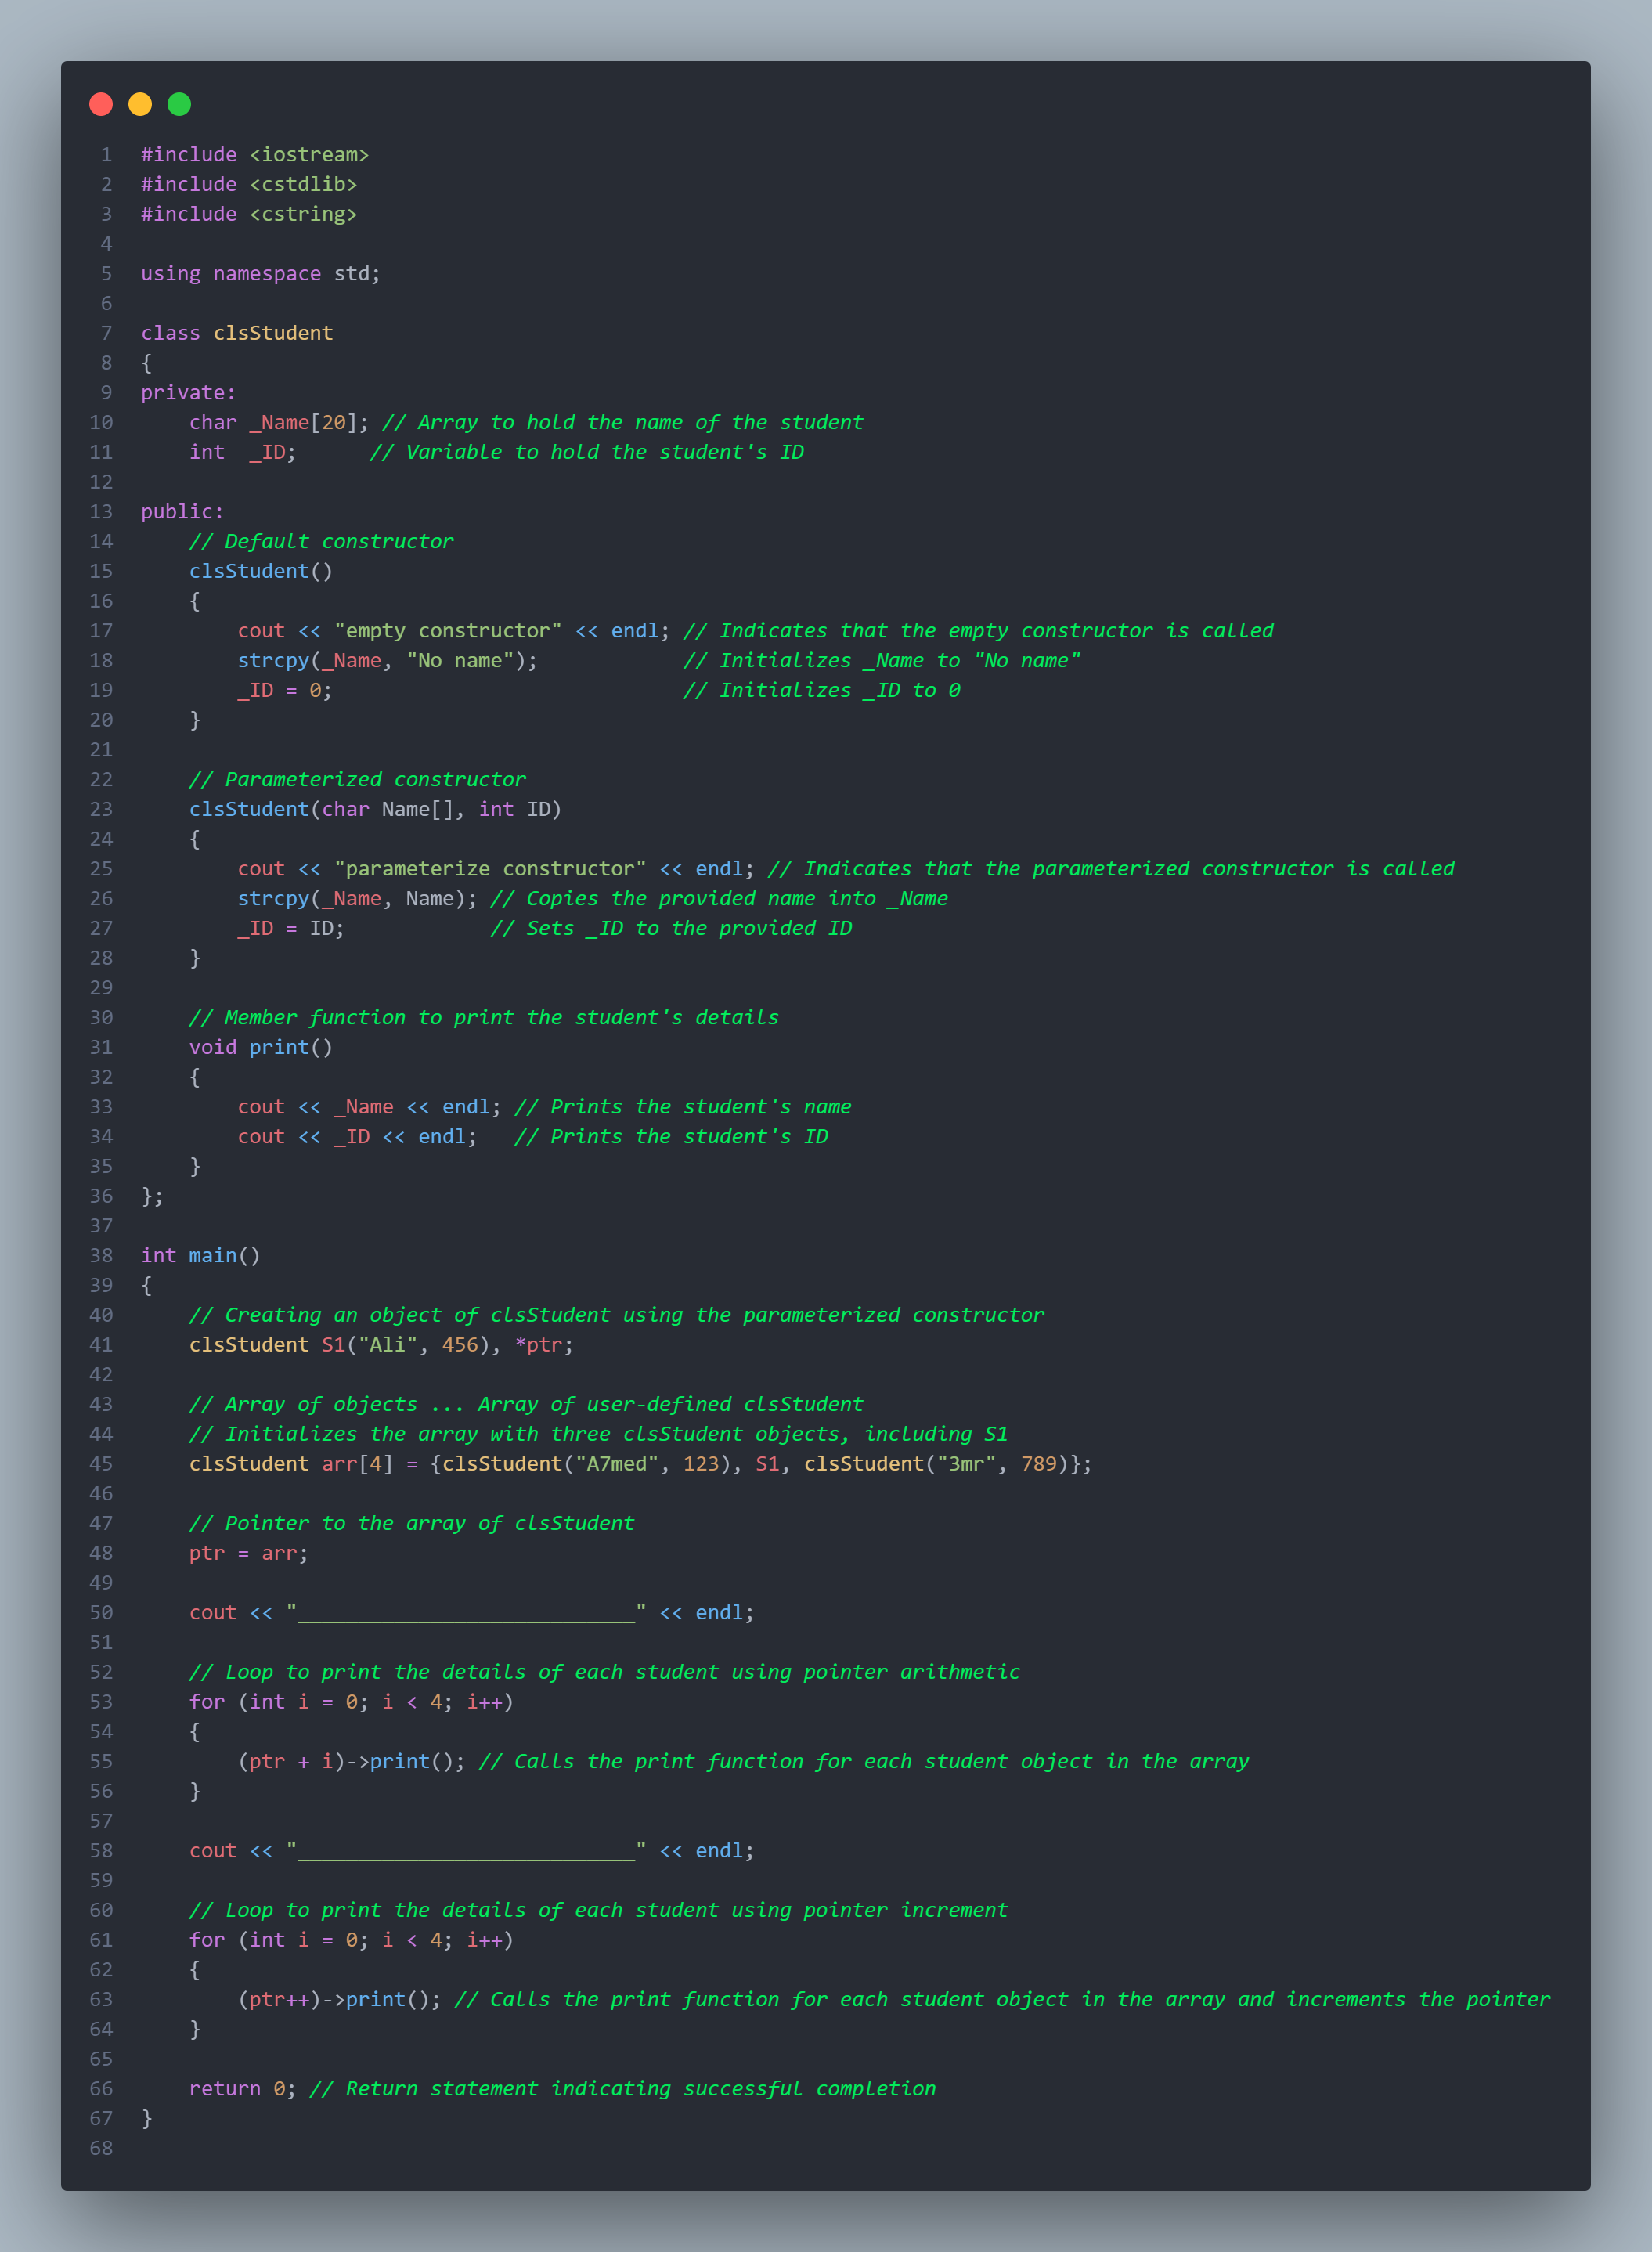 1 #include <iostream>
2 #include <cstdlib>
3 #include <cstring>
4
5 using namespace std;
6
7 class clsStudent
8 {
9 private:
10     char _Name[20]; // Array to hold the name of the student
11     int  _ID;      // Variable to hold the student's ID
12
13 public:
14     // Default constructor
15     clsStudent()
16     {
17         cout << "empty constructor" << endl; // Indicates that the empty constructor is called
18         strcpy(_Name, "No name");            // Initializes _Name to "No name"
19         _ID = 0;                             // Initializes _ID to 0
20     }
21
22     // Parameterized constructor
23     clsStudent(char Name[], int ID)
24     {
25         cout << "parameterize constructor" << endl; // Indicates that the parameterized constructor is called
26         strcpy(_Name, Name); // Copies the provided name into _Name
27         _ID = ID;            // Sets _ID to the provided ID
28     }
29
30     // Member function to print the student's details
31     void print()
32     {
33         cout << _Name << endl; // Prints the student's name
34         cout << _ID << endl;   // Prints the student's ID
35     }
36 };
37
38 int main()
39 {
40     // Creating an object of clsStudent using the parameterized constructor
41     clsStudent S1("Ali", 456), *ptr;
42
43     // Array of objects ... Array of user-defined clsStudent
44     // Initializes the array with three clsStudent objects, including S1
45     clsStudent arr[4] = {clsStudent("A7med", 123), S1, clsStudent("3mr", 789)};
46
47     // Pointer to the array of clsStudent
48     ptr = arr;
49
50     cout << "____________________________" << endl;
51
52     // Loop to print the details of each student using pointer arithmetic
53     for (int i = 0; i < 4; i++)
54     {
55         (ptr + i)->print(); // Calls the print function for each student object in the array
56     }
57
58     cout << "____________________________" << endl;
59
60     // Loop to print the details of each student using pointer increment
61     for (int i = 0; i < 4; i++)
62     {
63         (ptr++)->print(); // Calls the print function for each student object in the array and increments the pointer
64     }
65
66     return 0; // Return statement indicating successful completion
67 }
68